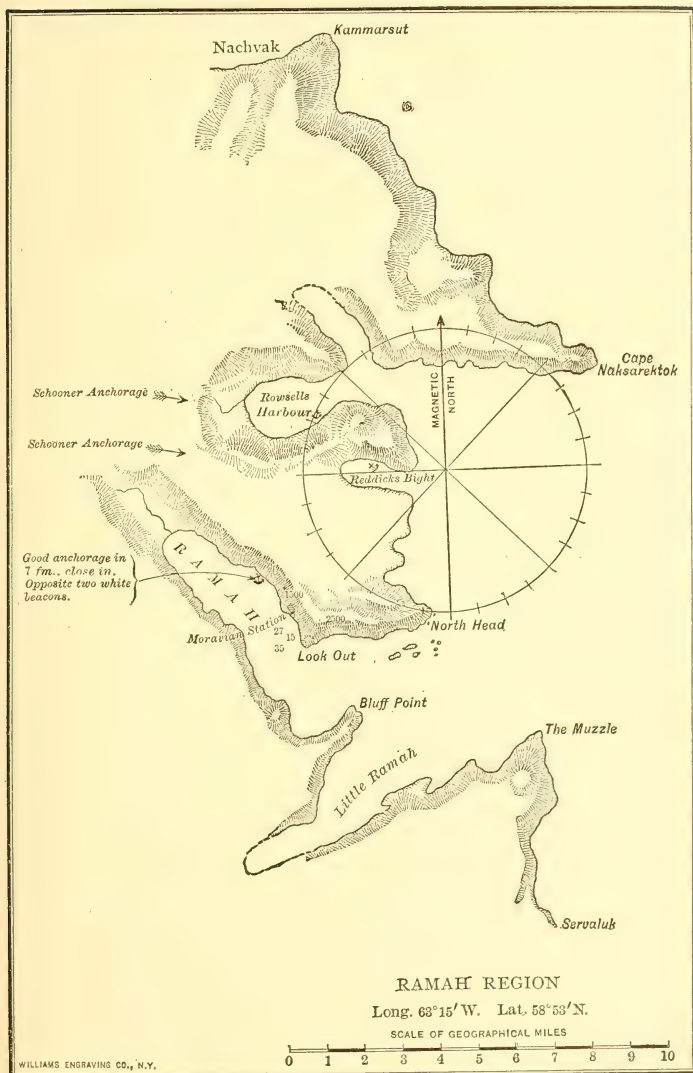 Kammarsut
Nachvak
Cape
Naksarektok
MAGNETIC
NORTH
Schooner Anchorage
Rowsells
Harbour
Schooner Anchorage
Reddicks Bight
Good anchorage in
7 fm., close in.
Opposite two white
beacons.
RAMAH
1500
2000
Moravian Station
27
15
35
North Head
Look Out
Bluff Point
The Muzzle
Little Ramah
Servaluk
RAMAH REGION
Long. 63°15′ W. Lat. 58°53′ N.
SCALE OF GEOGRAPHICAL MILES
0 1 2 3 4 5 6 7 8 9 10
WILLIAMS ENGRAVING CO., N.Y.